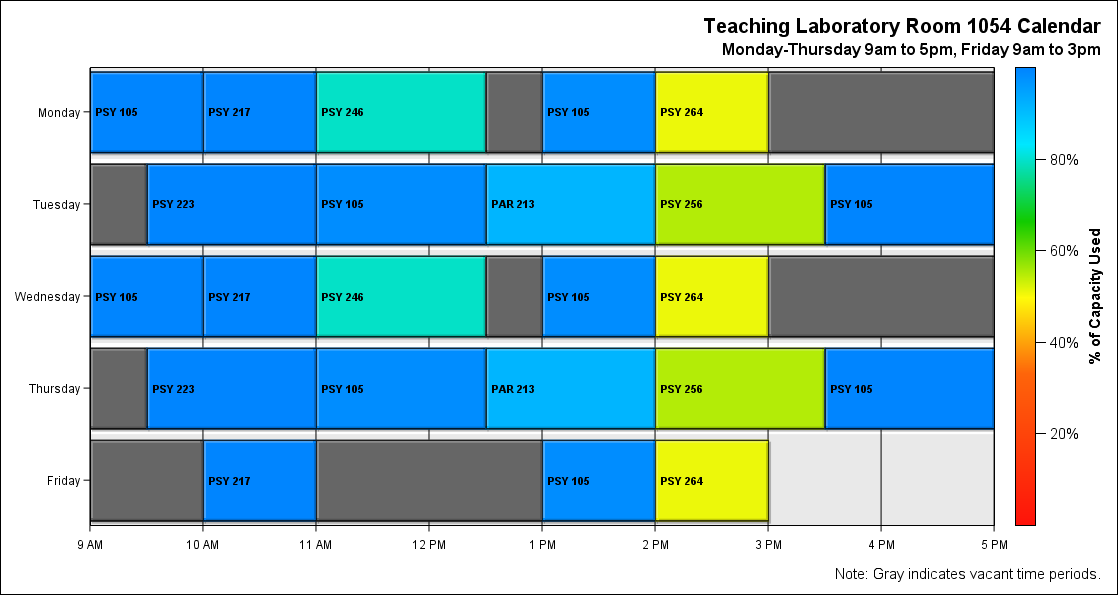 Teaching Laboratory Room 1054 Calendar
Monday-Thursday 9am to 5pm, Friday 9am to 3pm
Monday PSY 105 PSY 217 PSY 246 PSY 105 PSY 264
Tuesday PSY 223 PSY 105 PAR 213 PSY 256 PSY 105
Wednesday PSY 105 PSY 217 PSY 246 PSY 105 PSY 264
Thursday PSY 223 PSY 105 PAR 213 PSY 256 PSY 105
Friday PSY 217 PSY 105 PSY 264
9 AM 10 AM 11 AM 12 PM 1 PM 2 PM 3 PM 4 PM 5 PM
80%
60%
40%
20%
% of Capacity Used
Note: Gray indicates vacant time periods.